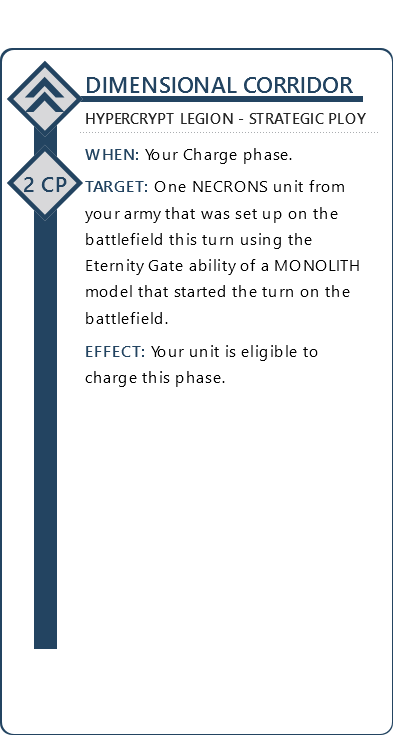 DIMENSIONAL CORRIDOR
HYPERCRYPT LEGION - STRATEGIC PLOY
WHEN: Your Charge phase.
2 CP
TARGET: One NECRONS unit from
your army that was set up on the
battlefield this turn using the
Eternity Gate ability of a MONOLITH
model that started the turn on the
battlefield.
EFFECT: Your unit is eligible to
charge this phase.